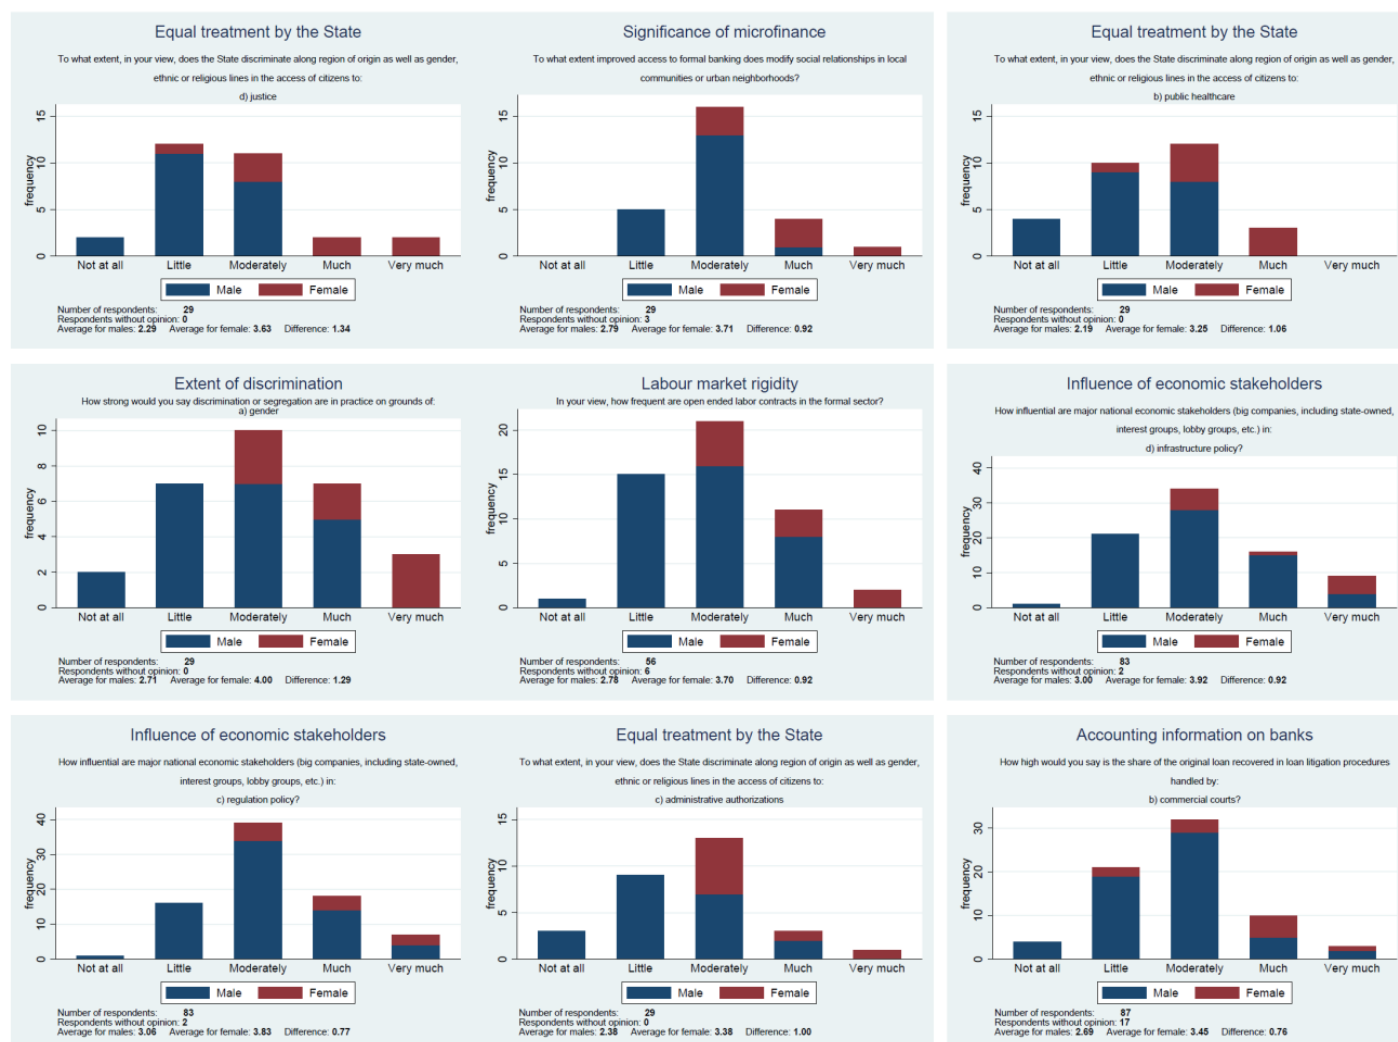 Equal treatment by the State
To what extent, in your view, does the State discriminate along region of origin as well as gender,
ethnic or religious lines in the access of citizens to:
d) justice
frequency
15
10
5
0
Not at all Little Moderately Much Very much
Male Female
Number of respondents: 29
Respondents without opinion: 0
Average for males: 2.29 Average for female: 3.63 Difference: 1.34
Significance of microfinance
To what extent improved access to formal banking does modify social relationships in local
communities or urban neighborhoods?
frequency
15
10
5
0
Not at all Little Moderately Much Very much
Male Female
Number of respondents: 29
Respondents without opinion: 3
Average for males: 2.79 Average for female: 3.71 Difference: 0.92
Equal treatment by the State
To what extent, in your view, does the State discriminate along region of origin as well as gender,
ethnic or religious lines in the access of citizens to:
b) public healthcare
frequency
15
10
5
0
Not at all Little Moderately Much Very much
Male Female
Number of respondents: 29
Respondents without opinion: 0
Average for males: 2.19 Average for female: 3.25 Difference: 1.06
Extent of discrimination
How strong would you say discrimination or segregation are in practice on grounds of:
a) gender
frequency
10
8
6
4
2
0
Not at all Little Moderately Much Very much
Male Female
Number of respondents: 29
Respondents without opinion: 0
Average for males: 2.71 Average for female: 4.00 Difference: 1.29
Labour market rigidity
In your view, how frequent are open ended labor contracts in the formal sector?
frequency
20
15
10
5
0
Not at all Little Moderately Much Very much
Male Female
Number of respondents: 56
Respondents without opinion: 6
Average for males: 2.78 Average for female: 3.70 Difference: 0.92
Influence of economic stakeholders
How influential are major national economic stakeholders (big companies, including state-owned,
interest groups, lobby groups, etc.) in:
d) infrastructure policy?
frequency
40
30
20
10
0
Not at all Little Moderately Much Very much
Male Female
Number of respondents: 83
Respondents without opinion: 2
Average for males: 3.00 Average for female: 3.92 Difference: 0.92
Influence of economic stakeholders
How influential are major national economic stakeholders (big companies, including state-owned,
interest groups, lobby groups, etc.) in:
c) regulation policy?
frequency
40
30
20
10
0
Not at all Little Moderately Much Very much
Male Female
Number of respondents: 83
Respondents without opinion: 2
Average for males: 3.06 Average for female: 3.83 Difference: 0.77
Equal treatment by the State
To what extent, in your view, does the State discriminate along region of origin as well as gender,
ethnic or religious lines in the access of citizens to:
c) administrative authorizations
frequency
15
10
5
0
Not at all Little Moderately Much Very much
Male Female
Number of respondents: 29
Respondents without opinion: 0
Average for males: 2.38 Average for female: 3.38 Difference: 1.00
Accounting information on banks
How high would you say is the share of the original loan recovered in loan litigation procedures
handled by:
b) commercial courts?
frequency
30
20
10
0
Not at all Little Moderately Much Very much
Male Female
Number of respondents: 87
Respondents without opinion: 17
Average for males: 2.69 Average for female: 3.45 Difference: 0.76